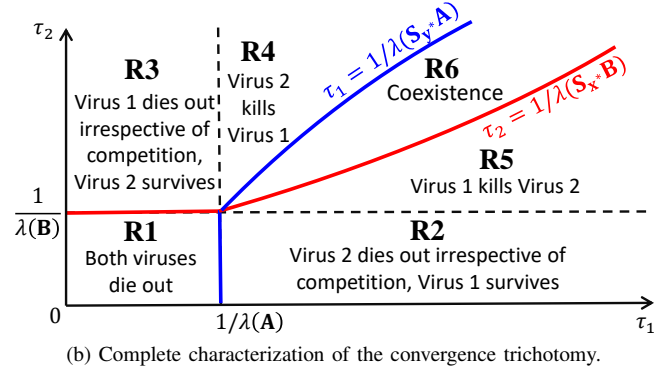 τ₂
R3
Virus 1 dies out
irrespective of
competition,
Virus 2 survives
R4
Virus 2
kills
Virus 1
τ₁ = 1/λ(S_y*A)
R6
Coexistence
τ₂ = 1/λ(S_x*B)
R5
Virus 1 kills Virus 2
1
λ(B)
R1
Both viruses
die out
R2
Virus 2 dies out irrespective of
competition, Virus 1 survives
0
1/λ(A)
τ₁
(b) Complete characterization of the convergence trichotomy.